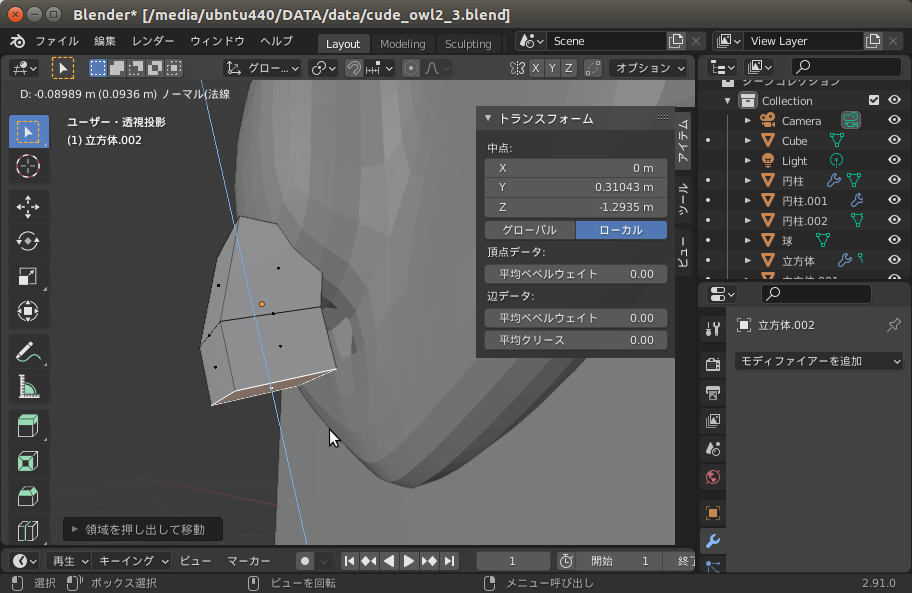 Blender* [/media/ubntu440/DATA/data/cude_owl2_3.blend]
ファイル 編集 レンダー ウィンドウ ヘルプ Layout Modeling Sculpting Scene View Layer
グロー... X Y Z オプション
D: -0.08989 m (0.0936 m) ノーマル(法線
ユーザー・透視投影
(1) 立方体.002
トランスフォーム
中点:
X 0 m
Y 0.31043 m
Z -1.2935 m
グローバル ローカル
頂点データ:
平均ベベルウェイト 0.00
辺データ:
平均ベベルウェイト 0.00
平均クリース 0.00
アイテム
ツール
ビュー
シーンコレクション
Collection
Camera
Cube
Light
円柱
円柱.001
円柱.002
球
立方体
立方体.001
立方体.002
モディファイアーを追加
領域を押し出して移動
再生 キーイング ビュー マーカー 1 開始 1 終了
選択 ボックス選択 ビューを回転 メニュー呼び出し 2.91.0